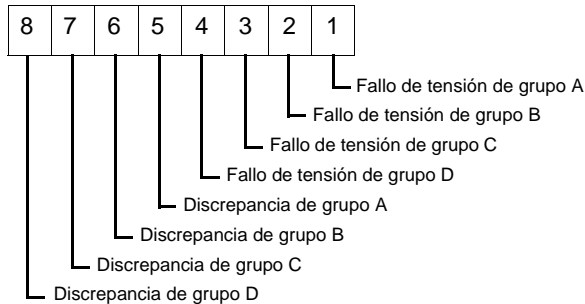 8 7 6 5 4 3 2 1
Fallo de tensión de grupo A
Fallo de tensión de grupo B
Fallo de tensión de grupo C
Fallo de tensión de grupo D
Discrepancia de grupo A
Discrepancia de grupo B
Discrepancia de grupo C
Discrepancia de grupo D